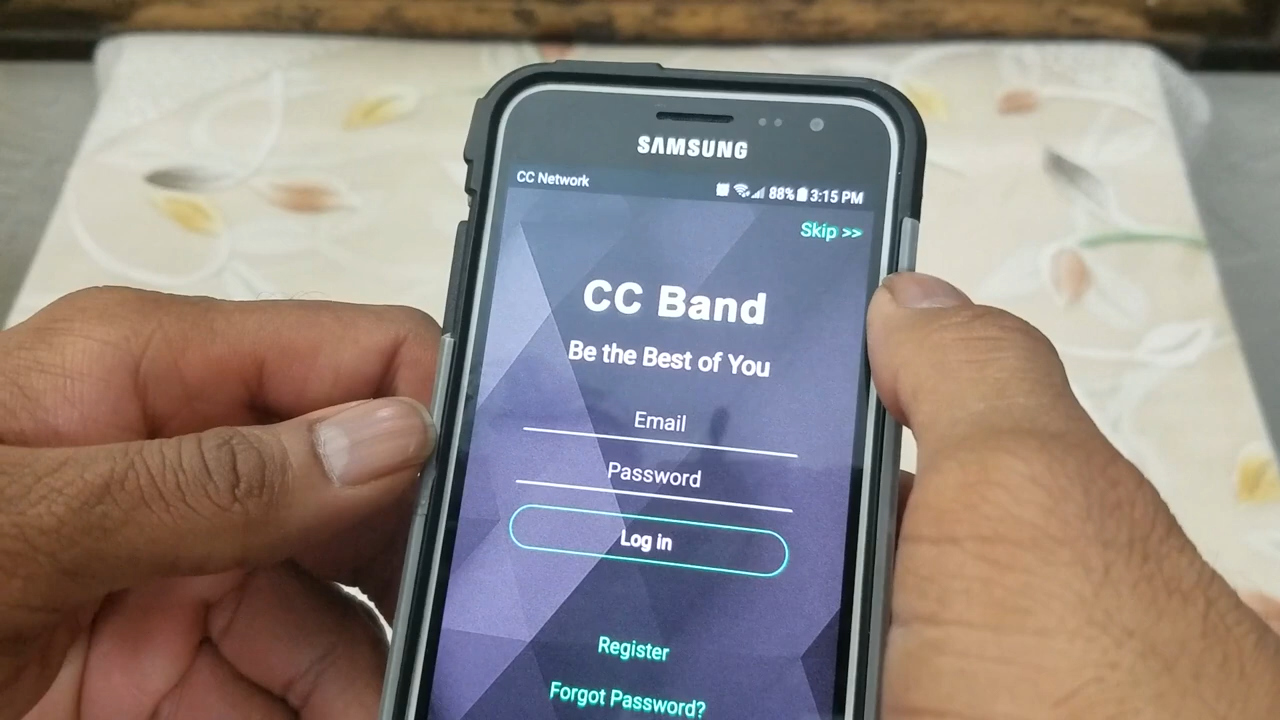 SAMSUNG
CC Network 88% 3:15 PM
Skip >>
CC Band
Be the Best of You
Email
Password
Log in
Register
Forgot Password?